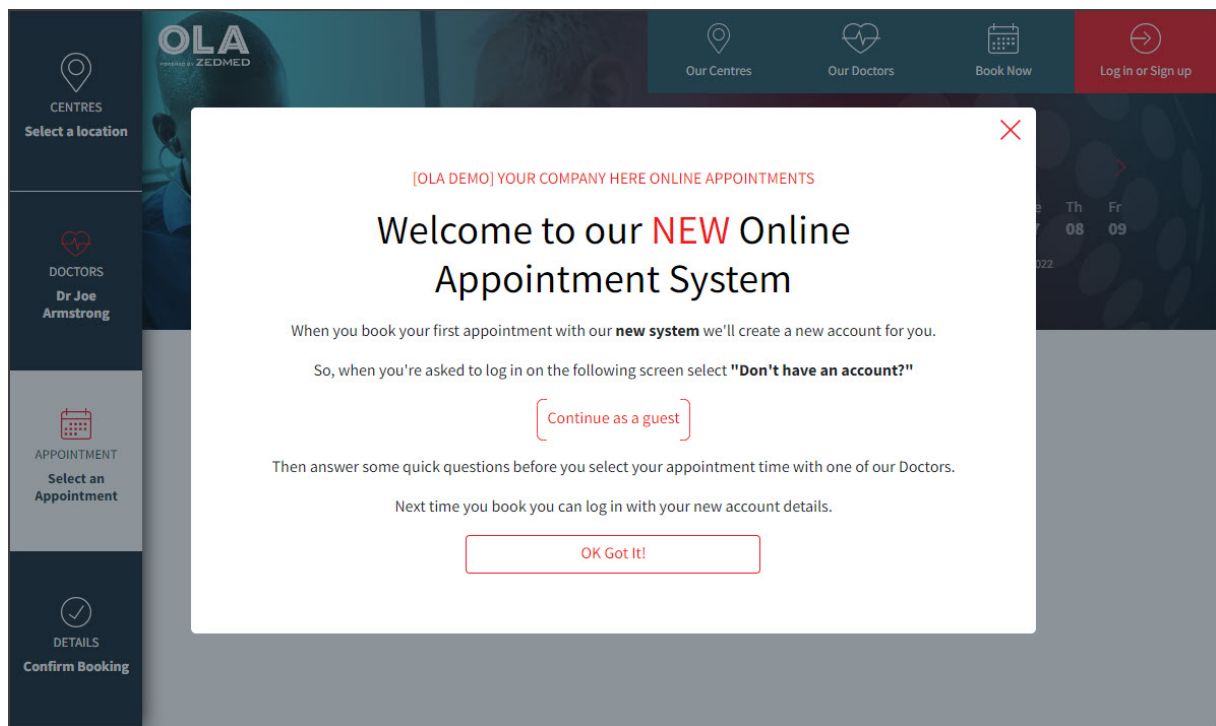 OLA
POWERED BY ZEDMED
Our Centres
Our Doctors
Book Now
Log in or Sign up
CENTRES
Select a location
DOCTORS
Dr Joe
Armstrong
APPOINTMENT
Select an
Appointment
DETAILS
Confirm Booking
[OLA DEMO] YOUR COMPANY HERE ONLINE APPOINTMENTS
Welcome to our NEW Online
Appointment System
When you book your first appointment with our new system we'll create a new account for you.
So, when you're asked to log in on the following screen select "Don't have an account?"
Continue as a guest
Then answer some quick questions before you select your appointment time with one of our Doctors.
Next time you book you can log in with your new account details.
OK Got It!
Th Fr
08 09